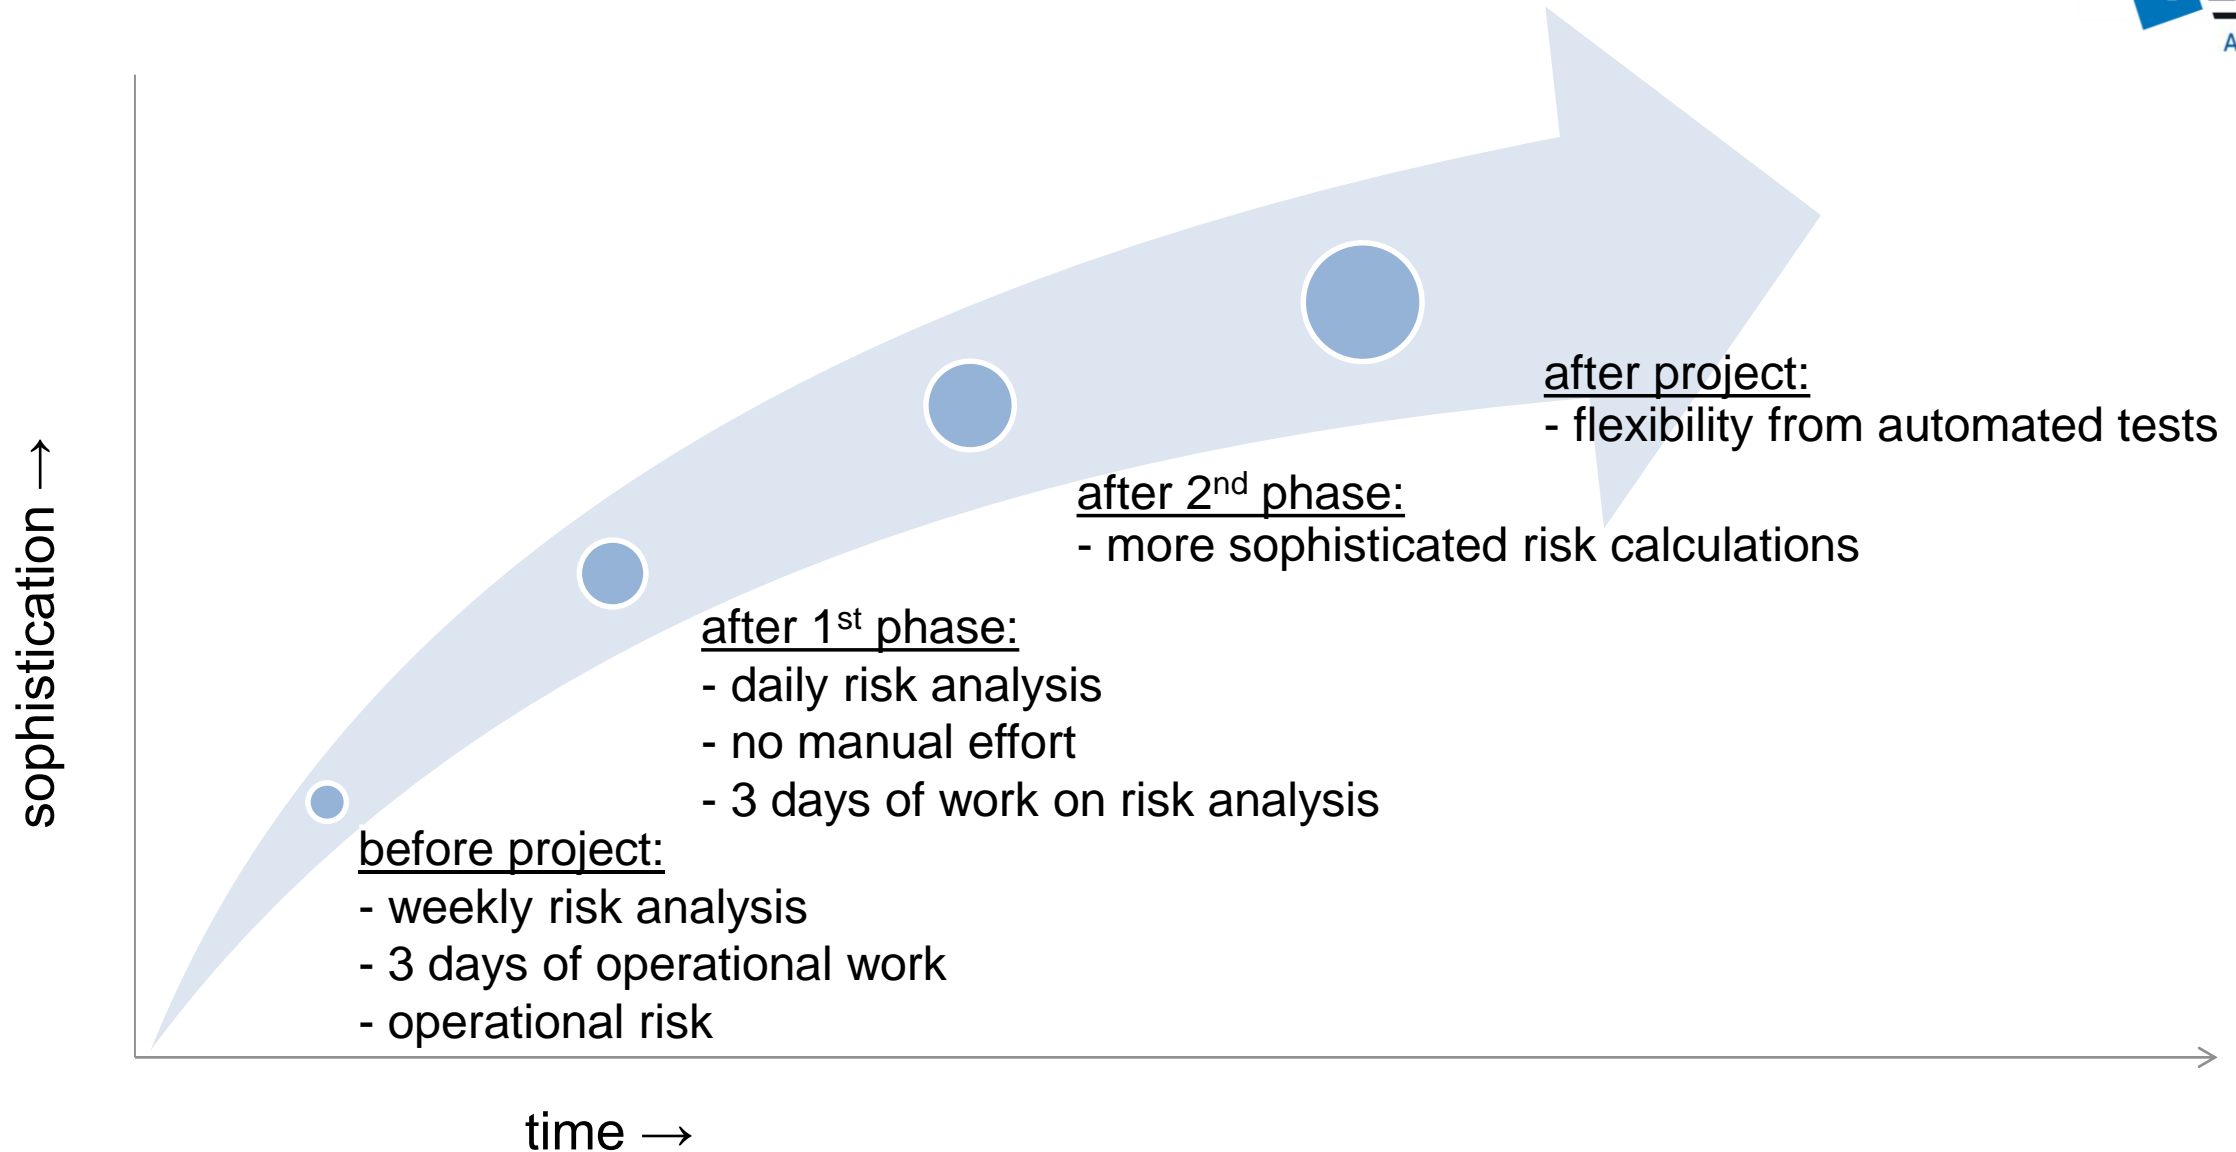 sophistication →
after project:
- flexibility from automated tests
after 2nd phase:
- more sophisticated risk calculations
after 1st phase:
- daily risk analysis
- no manual effort
- 3 days of work on risk analysis
before project:
- weekly risk analysis
- 3 days of operational work
- operational risk
time →